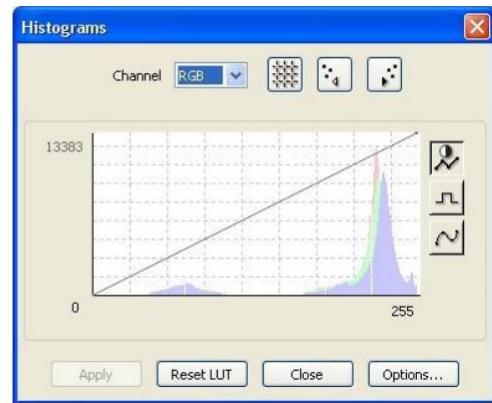 Histograms
Channel RGB
13383
0 255
Apply Reset LUT Close Options...